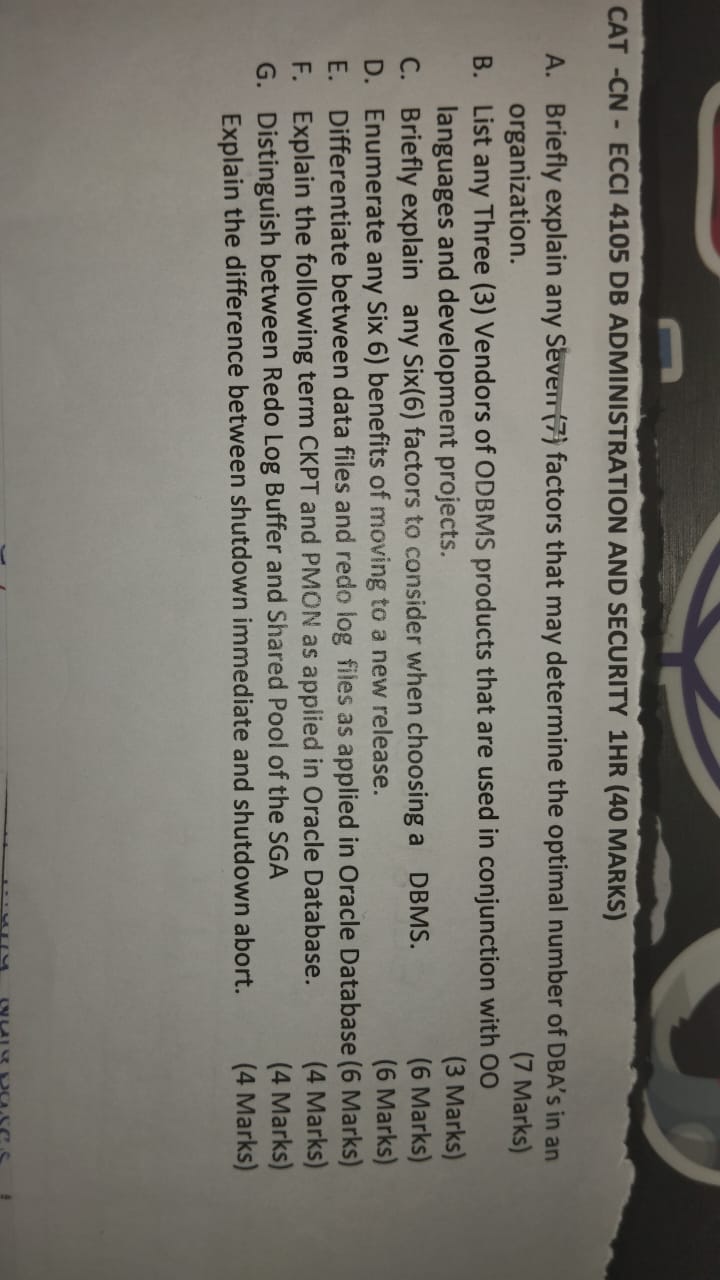 CAT -CN - ECCI 4105 DB ADMINISTRATION AND SECURITY 1HR (40 MARKS)
A. Briefly explain any Seven (7) factors that may determine the optimal number of DBA's in an
organization. (7 Marks)
B. List any Three (3) Vendors of ODBMS products that are used in conjunction with OO
languages and development projects. (3 Marks)
C. Briefly explain any Six(6) factors to consider when choosing a DBMS. (6 Marks)
D. Enumerate any Six 6) benefits of moving to a new release. (6 Marks)
E. Differentiate between data files and redo log files as applied in Oracle Database (6 Marks)
F. Explain the following term CKPT and PMON as applied in Oracle Database. (4 Marks)
G. Distinguish between Redo Log Buffer and Shared Pool of the SGA (4 Marks)
Explain the difference between shutdown immediate and shutdown abort. (4 Marks)